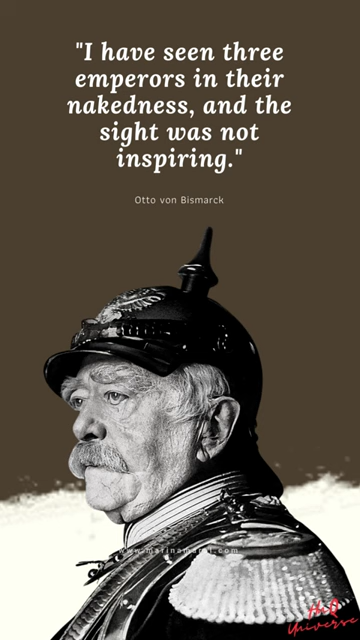 "I have seen three
emperors in their
nakedness, and the
sight was not
inspiring."
Otto von Bismarck
www.marinamaral.com
HQ
Universe